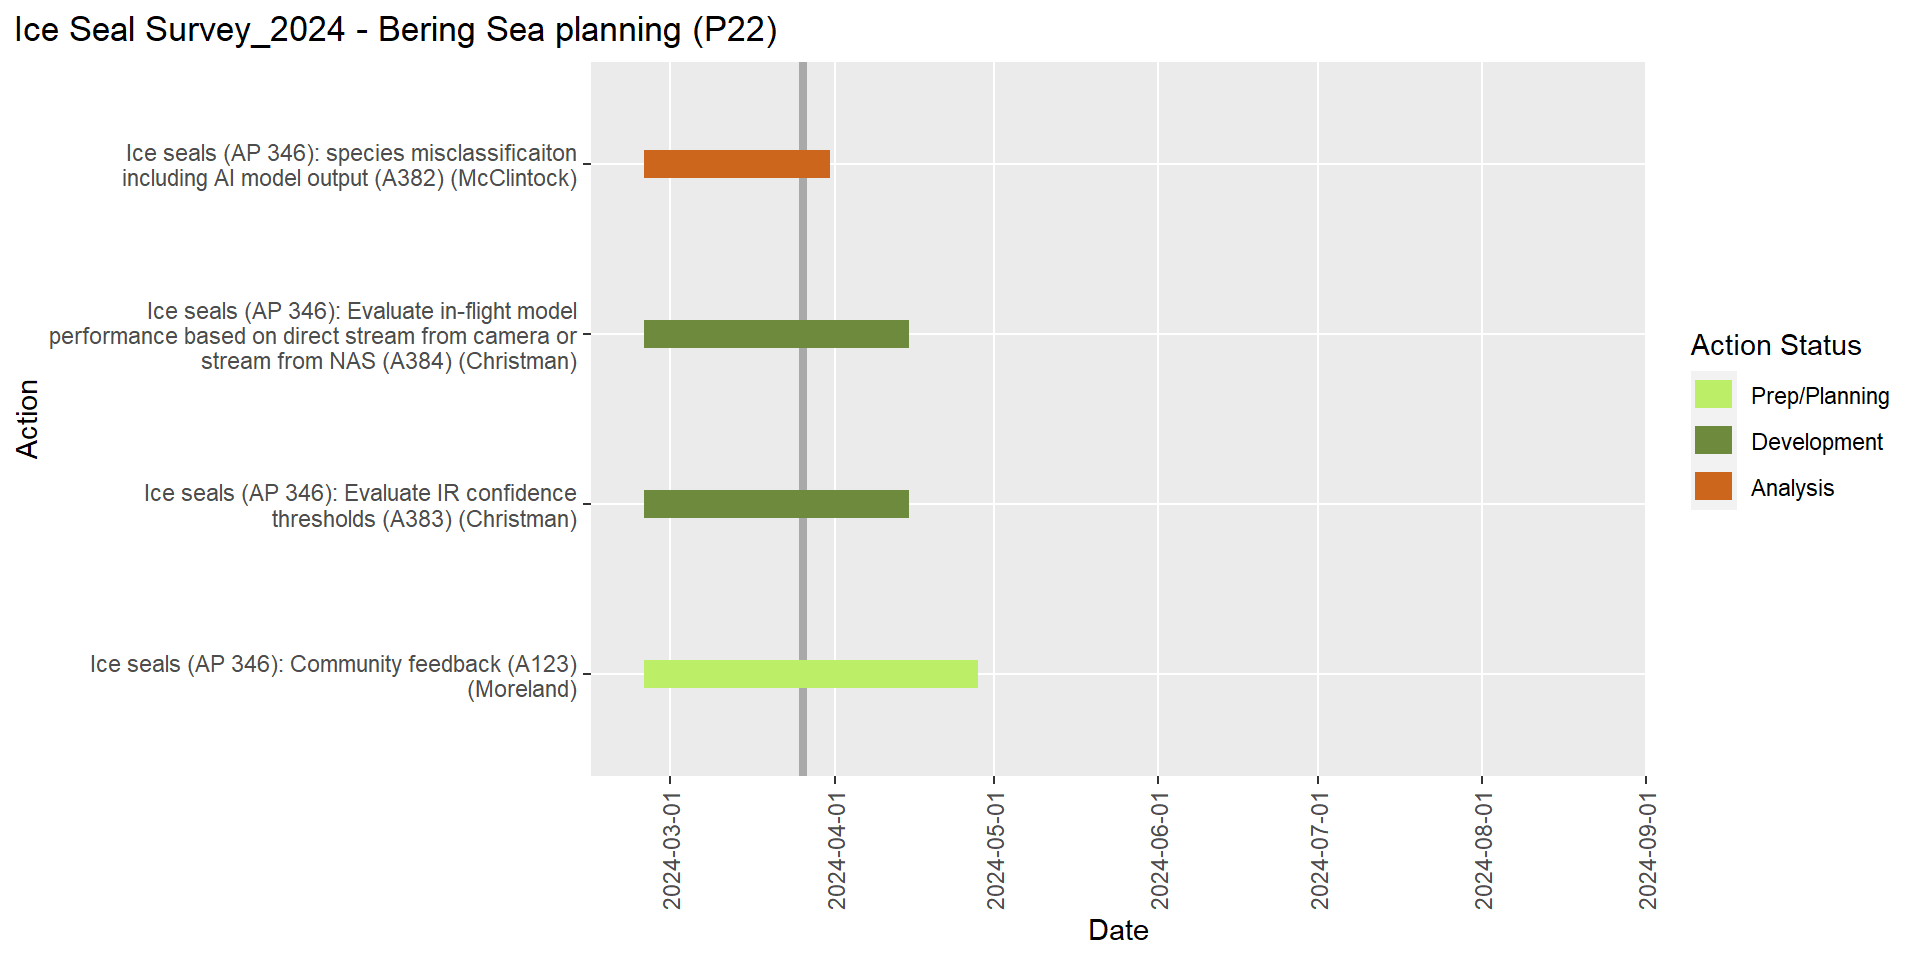 Ice Seal Survey_2024 - Bering Sea planning (P22)
Ice seals (AP 346): species misclassificaiton
including AI model output (A382) (McClintock)
Ice seals (AP 346): Evaluate in-flight model
performance based on direct stream from camera or
stream from NAS (A384) (Christman)
Ice seals (AP 346): Evaluate IR confidence
thresholds (A383) (Christman)
Ice seals (AP 346): Community feedback (A123)
(Moreland)
Action
2024-03-01
2024-04-01
2024-05-01
2024-06-01
2024-07-01
2024-08-01
2024-09-01
Date
Action Status
Prep/Planning
Development
Analysis